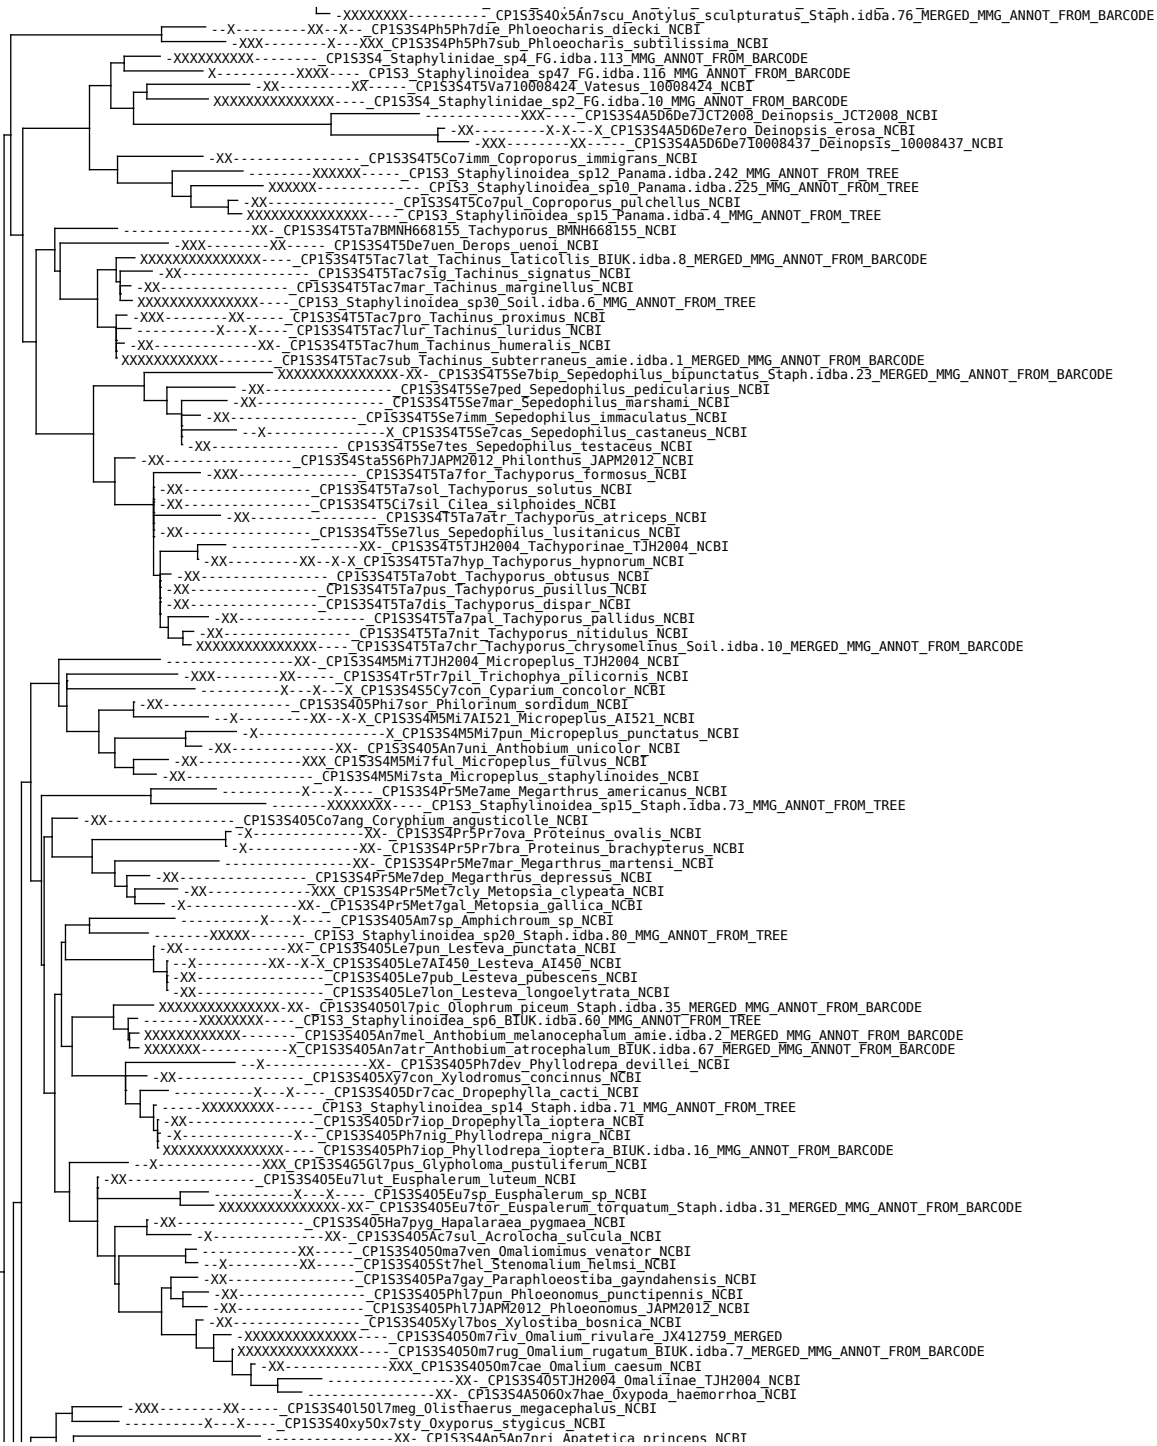 -XXXXXXXX----------_CP1S3S4Ox5An7scu_Anotylus_sculpturatus_Staph.idba.76_MERGED_MMG_ANNOT_FROM_BARCODE
--X---------XX--X--_CP1S3S4Ph5Ph7die_Phloeocharis_diecki_NCBI
-XXX--------X---XXX_CP1S3S4Ph5Ph7sub_Phloeocharis_subtilissima_NCBI
-XXXXXXXXXX--------_CP1S3S4_Staphylinidae_sp4_FG.idba.113_MMG_ANNOT_FROM_BARCODE
X----------XXXX----_CP1S3_Staphylinoidea_sp47_FG.idba.116_MMG_ANNOT_FROM_BARCODE
-XX---------XX-----_CP1S3S4T5Va710008424_Vatesus_10008424_NCBI
XXXXXXXXXXXXXXX----_CP1S3S4_Staphylinidae_sp2_FG.idba.10_MMG_ANNOT_FROM_BARCODE
------------XXX----_CP1S3S4A5D6De7JCT2008_Deinopsis_JCT2008_NCBI
-XX---------X-X---X_CP1S3S4A5D6De7ero_Deinopsis_erosa_NCBI
-XXX--------XX-----_CP1S3S4A5D6De710008437_Deinopsis_10008437_NCBI
-XX----------------_CP1S3S4T5Co7imm_Coproporus_immigrans_NCBI
--------XXXXXX-----_CP1S3_Staphylinoidea_sp12_Panama.idba.242_MMG_ANNOT_FROM_TREE
XXXXXX-------------_CP1S3_Staphylinoidea_sp10_Panama.idba.225_MMG_ANNOT_FROM_TREE
-XX----------------_CP1S3S4T5Co7pul_Coproporus_pulchellus_NCBI
XXXXXXXXXXXXXXX----_CP1S3_Staphylinoidea_sp15_Panama.idba.4_MMG_ANNOT_FROM_TREE
----------------XX-_CP1S3S4T5Ta7BMNH668155_Tachyporus_BMNH668155_NCBI
-XXX--------XX-----_CP1S3S4T5De7uen_Derops_uenoi_NCBI
XXXXXXXXXXXXXXX----_CP1S3S4T5Tac7lat_Tachinus_laticollis_BIUK.idba.8_MERGED_MMG_ANNOT_FROM_BARCODE
-XX----------------_CP1S3S4T5Tac7sig_Tachinus_signatus_NCBI
-XX----------------_CP1S3S4T5Tac7mar_Tachinus_marginellus_NCBI
XXXXXXXXXXXXXXX----_CP1S3_Staphylinoidea_sp30_Soil.idba.6_MMG_ANNOT_FROM_TREE
-XXX--------XX-----_CP1S3S4T5Tac7pro_Tachinus_proximus_NCBI
----------X---X----_CP1S3S4T5Tac7lur_Tachinus_luridus_NCBI
-XX-------------XX-_CP1S3S4T5Tac7hum_Tachinus_humeralis_NCBI
XXXXXXXXXXXX-------_CP1S3S4T5Tac7sub_Tachinus_subterraneus_amie.idba.1_MERGED_MMG_ANNOT_FROM_BARCODE
XXXXXXXXXXXXXXX-XX-_CP1S3S4T5Se7bip_Sepedophilus_bipunctatus_Staph.idba.23_MERGED_MMG_ANNOT_FROM_BARCODE
-XX----------------_CP1S3S4T5Se7ped_Sepedophilus_pedicularius_NCBI
-XX----------------_CP1S3S4T5Se7mar_Sepedophilus_marshami_NCBI
-XX----------------_CP1S3S4T5Se7imm_Sepedophilus_immaculatus_NCBI
--X---------------X_CP1S3S4T5Se7cas_Sepedophilus_castaneus_NCBI
-XX----------------_CP1S3S4T5Se7tes_Sepedophilus_testaceus_NCBI
-XX----------------_CP1S3S4Sta5S6Ph7JAPM2012_Philonthus_JAPM2012_NCBI
-XXX---------------_CP1S3S4T5Ta7for_Tachyporus_formosus_NCBI
-XX----------------_CP1S3S4T5Ta7sol_Tachyporus_solutus_NCBI
-XX----------------_CP1S3S4T5Ci7sil_Cilea_silphoides_NCBI
-XX----------------_CP1S3S4T5Ta7atr_Tachyporus_atriceps_NCBI
-XX----------------_CP1S3S4T5Se7lus_Sepedophilus_lusitanicus_NCBI
----------------XX-_CP1S3S4T5TJH2004_Tachyporinae_TJH2004_NCBI
-XX---------XX--X-X_CP1S3S4T5Ta7hyp_Tachyporus_hypnorum_NCBI
-XX----------------_CP1S3S4T5Ta7obt_Tachyporus_obtusus_NCBI
-XX----------------_CP1S3S4T5Ta7pus_Tachyporus_pusillus_NCBI
-XX----------------_CP1S3S4T5Ta7dis_Tachyporus_dispar_NCBI
-XX----------------_CP1S3S4T5Ta7pal_Tachyporus_pallidus_NCBI
-XX----------------_CP1S3S4T5Ta7nit_Tachyporus_nitidulus_NCBI
XXXXXXXXXXXXXXX----_CP1S3S4T5Ta7chr_Tachyporus_chrysomelinus_Soil.idba.10_MERGED_MMG_ANNOT_FROM_BARCODE
----------------XX-_CP1S3S4M5Mi7TJH2004_Micropeplus_TJH2004_NCBI
-XXX--------XX-----_CP1S3S4Tr5Tr7pil_Trichophya_pilicornis_NCBI
----------X---X---X_CP1S3S4S5Cy7con_Cyparium_concolor_NCBI
-XX----------------_CP1S3S4O5Phi7sor_Philorinum_sordidum_NCBI
--X---------XX--X-X_CP1S3S4M5Mi7AI521_Micropeplus_AI521_NCBI
-X----------------X_CP1S3S4M5Mi7pun_Micropeplus_punctatus_NCBI
-XX-------------XX-_CP1S3S4O5An7uni_Anthobium_unicolor_NCBI
-XX-------------XXX_CP1S3S4M5Mi7ful_Micropeplus_fulvus_NCBI
-XX----------------_CP1S3S4M5Mi7sta_Micropeplus_staphylinoides_NCBI
----------X---X----_CP1S3S4Pr5Me7ame_Megarthrus_americanus_NCBI
-------XXXXXXXX----_CP1S3_Staphylinoidea_sp15_Staph.idba.73_MMG_ANNOT_FROM_TREE
-XX----------------_CP1S3S4O5Co7ang_Coryphium_angusticolle_NCBI
-X--------------XX-_CP1S3S4Pr5Pr7ova_Proteinus_ovalis_NCBI
-X--------------XX-_CP1S3S4Pr5Pr7bra_Proteinus_brachypterus_NCBI
----------------XX-_CP1S3S4Pr5Me7mar_Megarthrus_martensi_NCBI
-XX----------------_CP1S3S4Pr5Me7dep_Megarthrus_depressus_NCBI
-XX-------------XXX_CP1S3S4Pr5Met7cly_Metopsia_clypeata_NCBI
-X--------------XX-_CP1S3S4Pr5Met7gal_Metopsia_gallica_NCBI
----------X---X----_CP1S3S4O5Am7sp_Amphichroum_sp_NCBI
-------XXXXX-------_CP1S3_Staphylinoidea_sp20_Staph.idba.80_MMG_ANNOT_FROM_TREE
-XX-------------XX-_CP1S3S4O5Le7pun_Lesteva_punctata_NCBI
--X---------XX--X-X_CP1S3S4O5Le7AI450_Lesteva_AI450_NCBI
-XX----------------_CP1S3S4O5Le7pub_Lesteva_pubescens_NCBI
-XX----------------_CP1S3S4O5Le7lon_Lesteva_longoelytrata_NCBI
XXXXXXXXXXXXXXX-XX-_CP1S3S4O5Ol7pic_Olophrum_piceum_Staph.idba.35_MERGED_MMG_ANNOT_FROM_BARCODE
-------XXXXXXXX----_CP1S3_Staphylinoidea_sp6_BIUK.idba.60_MMG_ANNOT_FROM_TREE
XXXXXXXXXXXX-------_CP1S3S4O5An7mel_Anthobium_melanocephalum_amie.idba.2_MERGED_MMG_ANNOT_FROM_BARCODE
XXXXXXX-----------X_CP1S3S4O5An7atr_Anthobium_atrocephalum_BIUK.idba.67_MERGED_MMG_ANNOT_FROM_BARCODE
--X-------------XX-_CP1S3S4O5Ph7dev_Phyllodrepa_devillei_NCBI
-XX----------------_CP1S3S4O5Xy7con_Xylodromus_concinnus_NCBI
----------X---X----_CP1S3S4O5Dr7cac_Dropephylla_cacti_NCBI
-----XXXXXXXXX-----_CP1S3_Staphylinoidea_sp14_Staph.idba.71_MMG_ANNOT_FROM_TREE
-XX----------------_CP1S3S4O5Dr7iop_Dropephylla_ioptera_NCBI
-X--------------X--_CP1S3S4O5Ph7nig_Phyllodrepa_nigra_NCBI
XXXXXXXXXXXXXXX----_CP1S3S4O5Ph7iop_Phyllodrepa_ioptera_BIUK.idba.16_MMG_ANNOT_FROM_BARCODE
--X-------------XXX_CP1S3S4G5Gl7pus_Glypholoma_pustuliferum_NCBI
-XX----------------_CP1S3S4O5Eu7lut_Eusphalerum_luteum_NCBI
----------X---X----_CP1S3S4O5Eu7sp_Eusphalerum_sp_NCBI
XXXXXXXXXXXXXXX-XX-_CP1S3S4O5Eu7tor_Euspalerum_torquatum_Staph.idba.31_MERGED_MMG_ANNOT_FROM_BARCODE
-XX----------------_CP1S3S4O5Ha7pyg_Hapalaraea_pygmaea_NCBI
-X--------------XX-_CP1S3S4O5Ac7sul_Acrolocha_sulcula_NCBI
------------XX-----_CP1S3S4O5Oma7ven_Omaliomimus_venator_NCBI
--X---------XX-----_CP1S3S4O5St7hel_Stenomalium_helmsi_NCBI
-XX----------------_CP1S3S4O5Pa7gay_Paraphloeostiba_gayndahensis_NCBI
-XX----------------_CP1S3S4O5Phl7pun_Phloeonomus_punctipennis_NCBI
-XX----------------_CP1S3S4O5Phl7JAPM2012_Phloeonomus_JAPM2012_NCBI
-XX----------------_CP1S3S4O5Xyl7bos_Xylostiba_bosnica_NCBI
-XXXXXXXXXXXXXX----_CP1S3S4O5Om7riv_Omalium_rivulare_JX412759_MERGED
XXXXXXXXXXXXXXX----_CP1S3S4O5Om7rug_Omalium_rugatum_BIUK.idba.7_MERGED_MMG_ANNOT_FROM_BARCODE
-XX-------------XXX_CP1S3S4O5Om7cae_Omalium_caesum_NCBI
----------------XX-_CP1S3S4O5TJH2004_Omaliinae_TJH2004_NCBI
----------------XX-_CP1S3S4A5O6Ox7hae_Oxypoda_haemorrhoa_NCBI
-XXX--------XX-----_CP1S3S4Ol5Ol7meg_Olisthaerus_megacephalus_NCBI
----------X---X----_CP1S3S4Oxy5Ox7sty_Oxyporus_stygicus_NCBI
----------------XX-_CP1S3S4Ap5Ap7pri_Apatetica_princeps_NCBI